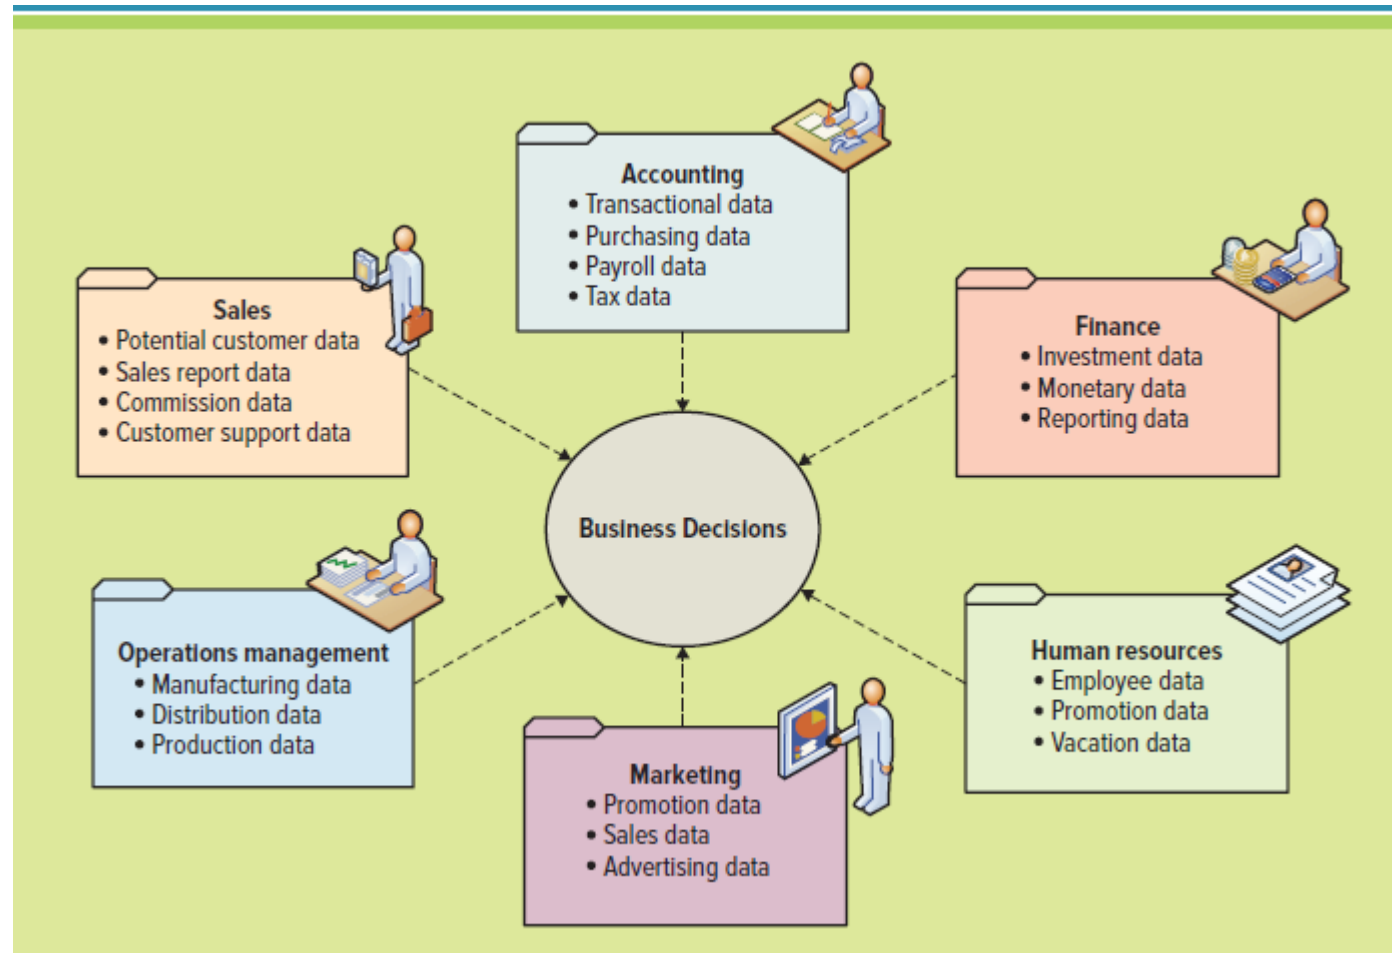 Accounting
• Transactional data
• Purchasing data
• Payroll data
• Tax data
Sales
• Potential customer data
• Sales report data
• Commission data
• Customer support data
Finance
• Investment data
• Monetary data
• Reporting data
Business Decisions
Operations management
• Manufacturing data
• Distribution data
• Production data
Human resources
• Employee data
• Promotion data
• Vacation data
Marketing
• Promotion data
• Sales data
• Advertising data